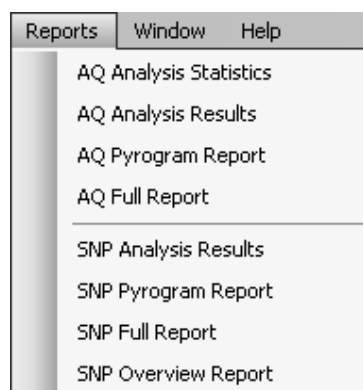 Reports Window Help
AQ Analysis Statistics
AQ Analysis Results
AQ Pyrogram Report
AQ Full Report
SNP Analysis Results
SNP Pyrogram Report
SNP Full Report
SNP Overview Report